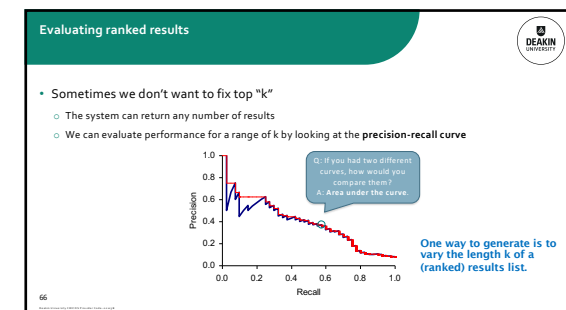 Evaluating ranked results
DEAKIN
UNIVERSITY
• Sometimes we don't want to fix top “k”
o The system can return any number of results
o We can evaluate performance for a range of k by looking at the precision-recall curve
Q: If you had two different
curves, how would you
compare them?
A: Area under the curve.
1.0
0.8
0.6
0.4
0.2
0.0
Precision
0.0 0.2 0.4 0.6 0.8 1.0
Recall
One way to generate is to
vary the length k of a
(ranked) results list.
66